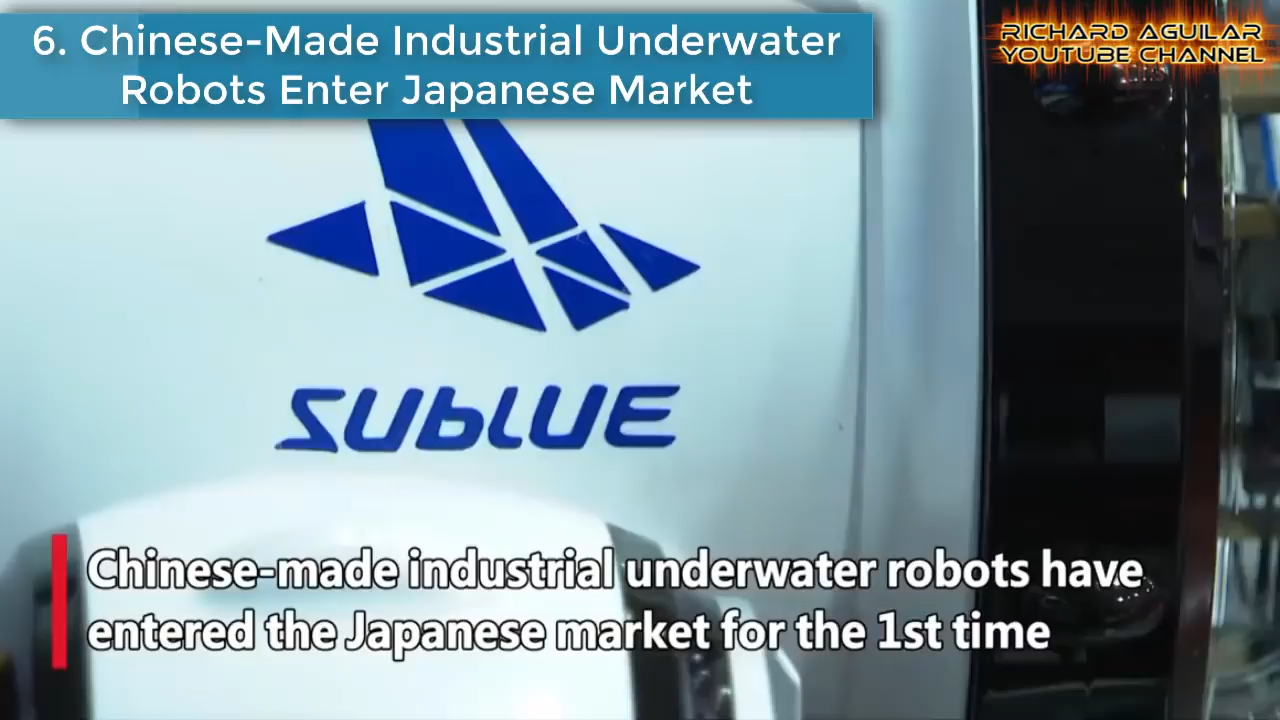 6. Chinese-Made Industrial Underwater
Robots Enter Japanese Market
RICHARD AGUILAR
YOUTUBE CHANNEL
SUBLUE
Chinese-made industrial underwater robots have
entered the Japanese market for the 1st time